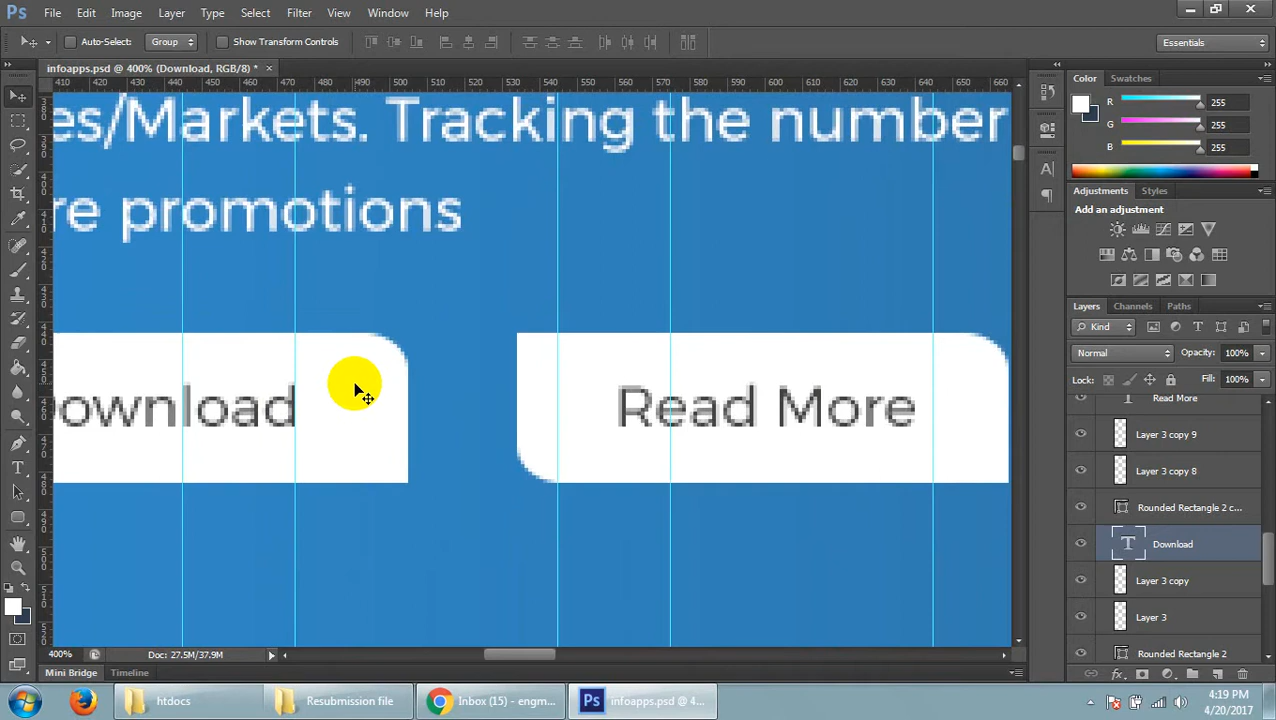 Ps File Edit Image Layer Type Select Filter View Window Help
Auto-Select: Group Show Transform Controls Essentials
infoapps.psd @ 400% (Download, RGB/8) * ×
410 420 430 440 450 460 470 480 490 500 510 520 530 540 550 560 570 580 590 600 610 620 630 640 650 660
es/Markets. Tracking the number
re promotions
ownload
Read More
Color Swatches
R 255
G 255
B 255
Adjustments Styles
Add an adjustment
Layers Channels Paths
Kind
Normal Opacity: 100%
Lock: Fill: 100%
Read More
Layer 3 copy 9
Layer 3 copy 8
Rounded Rectangle 2 c...
Download
Layer 3 copy
Layer 3
Rounded Rectangle 2
400% Doc: 27.5M/37.9M
Mini Bridge Timeline
htdocs Resubmission file Inbox (15) - engm... Ps infoapps.psd @ 4...
4:19 PM
4/20/2017